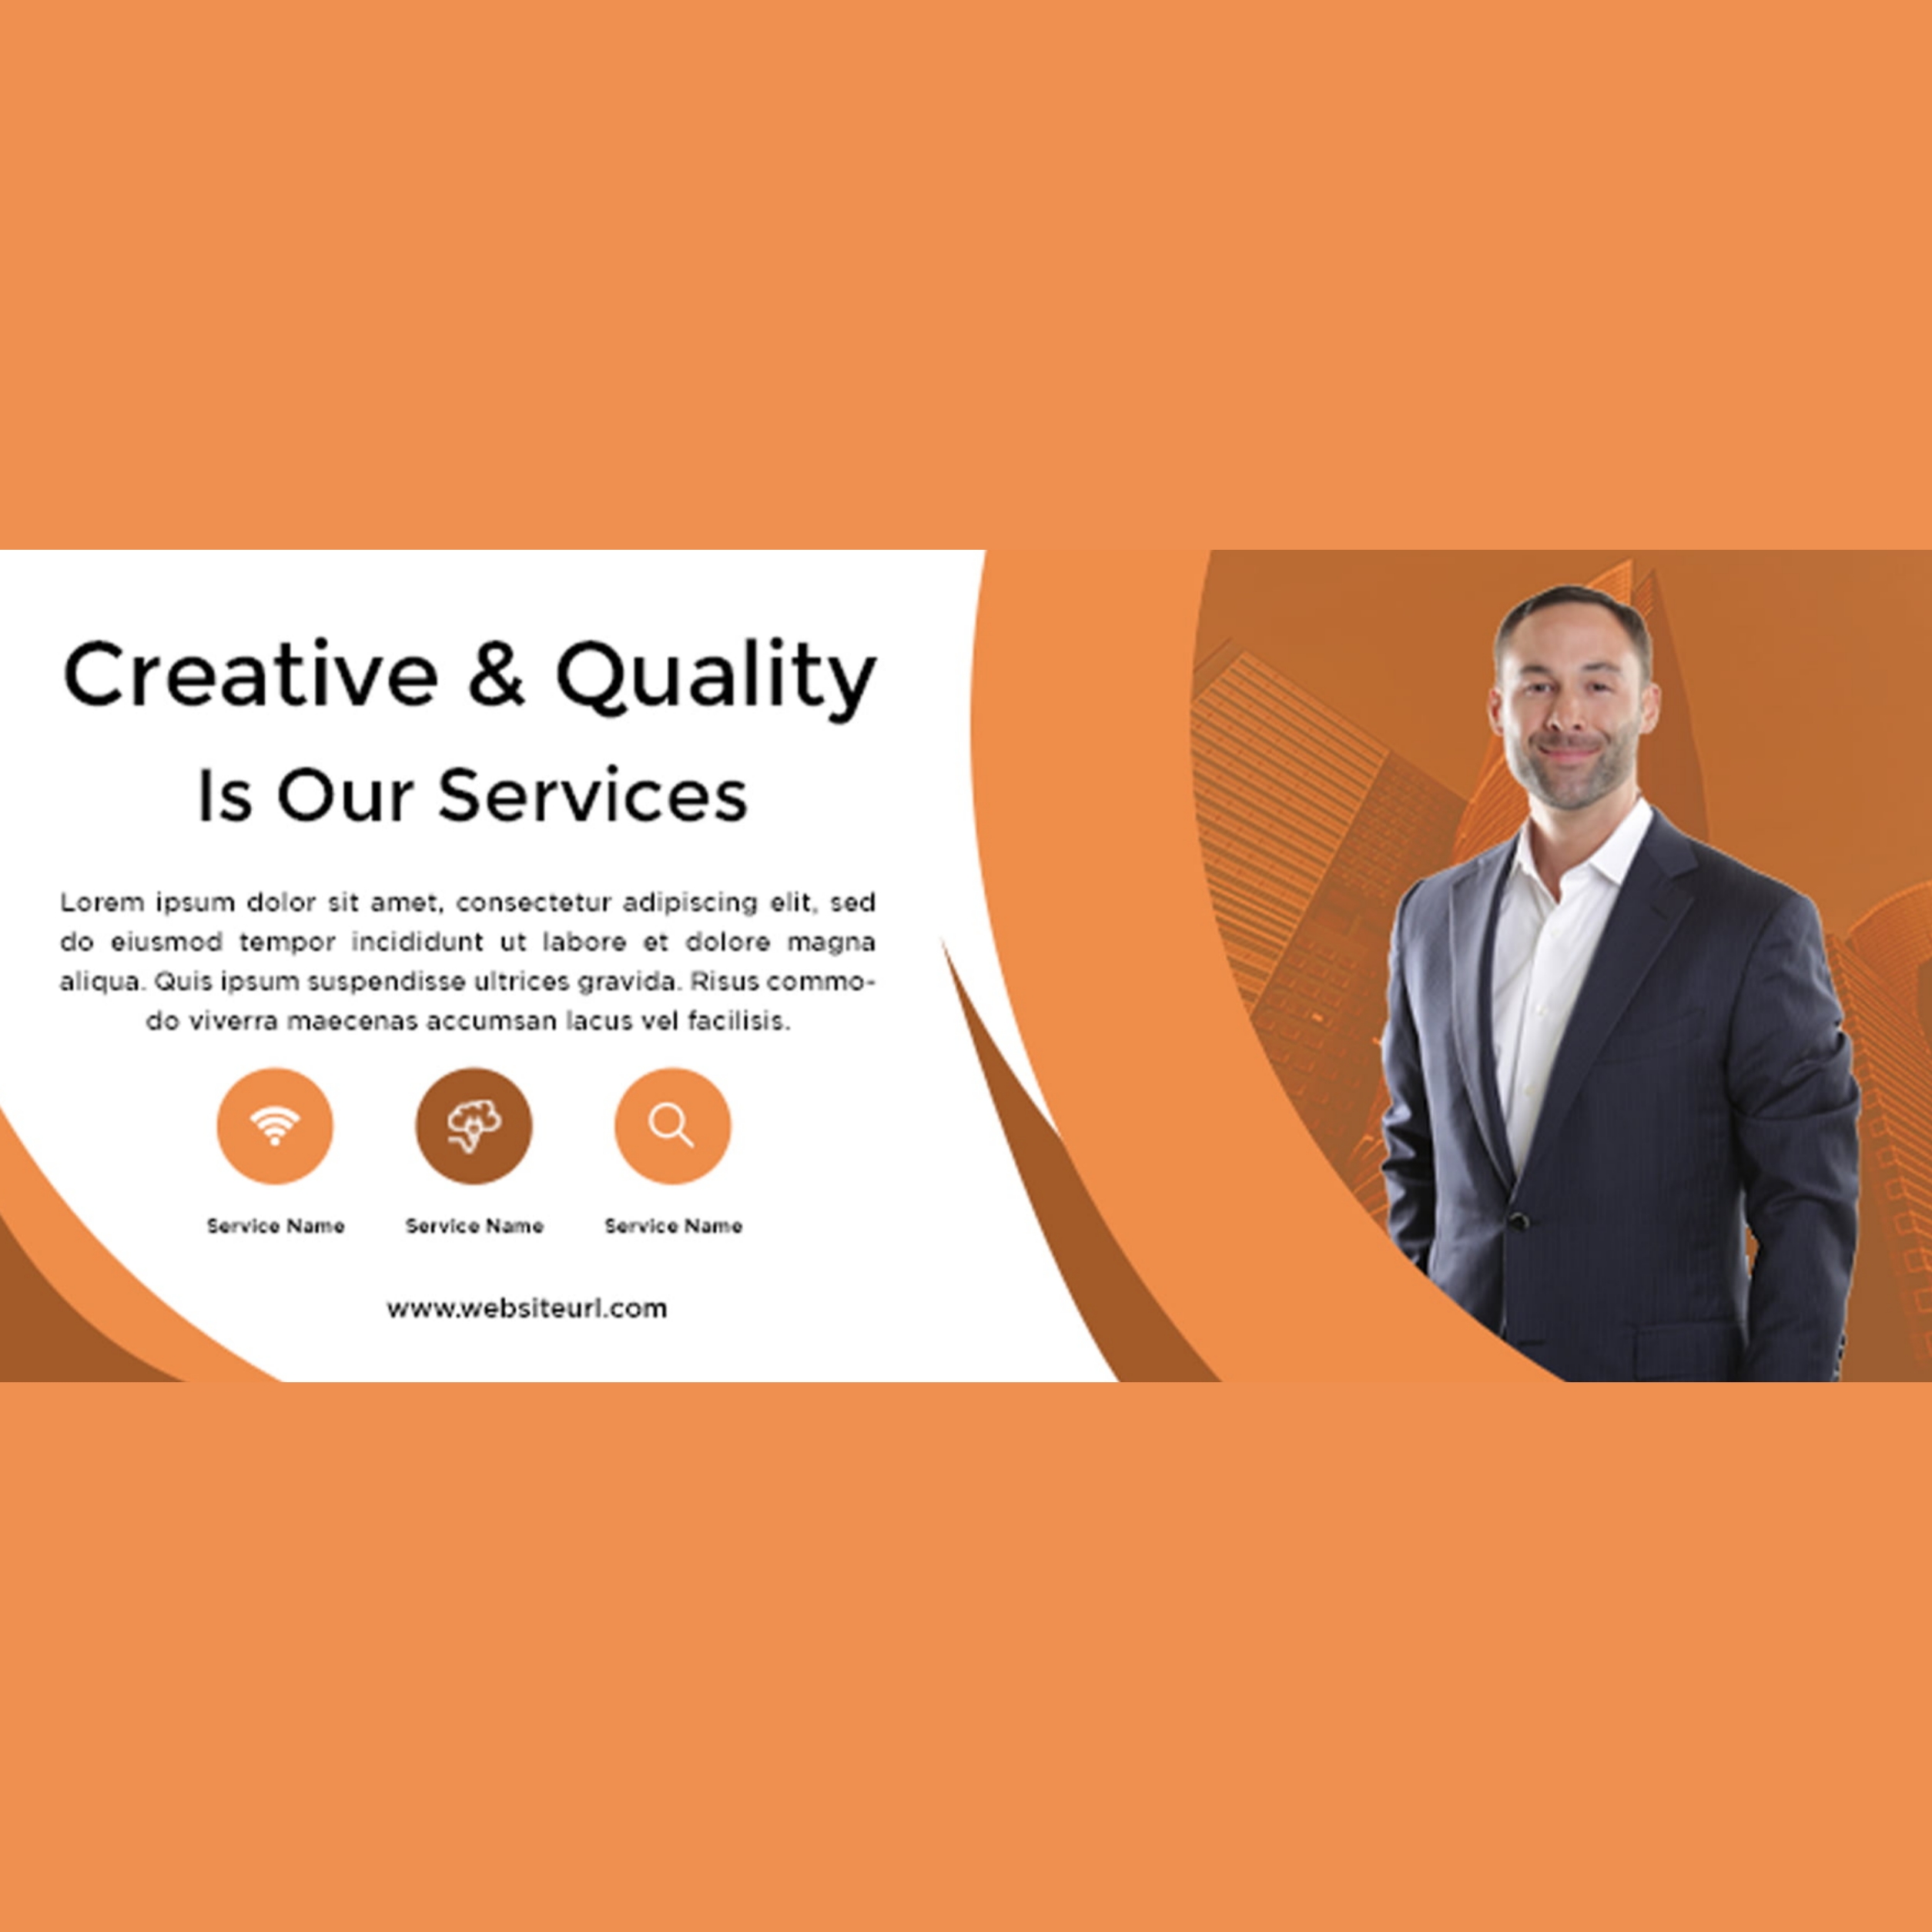 Creative & Quality
Is Our Services
Lorem ipsum dolor sit amet, consectetur adipiscing elit, sed
do eiusmod tempor incididunt ut labore et dolore magna
aliqua. Quis ipsum suspendisse ultrices gravida. Risus commo-
do viverra maecenas accumsan lacus vel facilisis.
Service Name Service Name Service Name
www.websiteurl.com